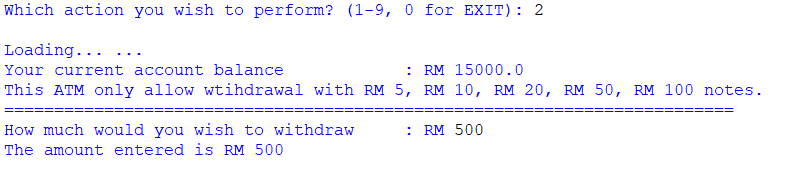 Which action you wish to perform? (1-9, 0 for EXIT): 2
Loading... ...
Your current account balance : RM 15000.0
This ATM only allow wtihdrawal with RM 5, RM 10, RM 20, RM 50, RM 100 notes.
=========================================================================
How much would you wish to withdraw : RM 500
The amount entered is RM 500